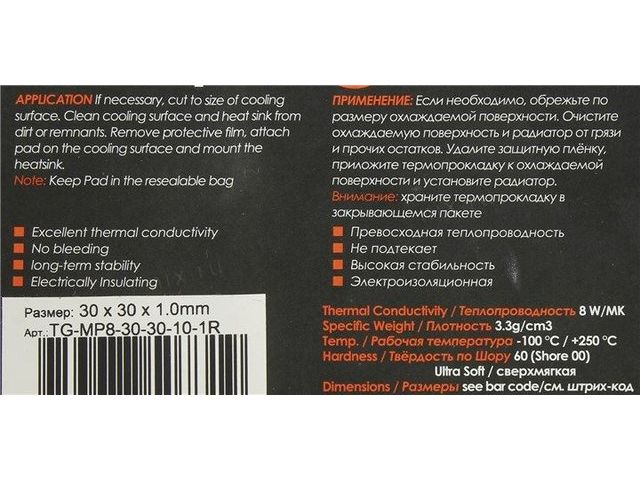 APPLICATION If necessary, cut to size of cooling
surface. Clean cooling surface and heat sink from
dirt or remnants. Remove protective film, attach
pad on the cooling surface and mount the
heatsink.
Note: Keep Pad in the resealable bag
Excellent thermal conductivity
No bleeding
long-term stability
Electrically Insulating
Размер: 30 x 30 x 1.0mm
Арт.: TG-MP8-30-30-10-1R
ПРИМЕНЕНИЕ: Если необходимо, обрежьте по
размеру охлаждаемой поверхности. Очистите
охлаждаемую поверхность и радиатор от грязи
и прочих остатков. Удалите защитную плёнку,
приложите термопрокладку к охлаждаемой
поверхности и установите радиатор.
Внимание: храните термопрокладку в
закрывающемся пакете
Превосходная теплопроводность
Не подтекает
Высокая стабильность
Электроизоляционная
Thermal Conductivity / Теплопроводность 8 W/MK
Specific Weight / Плотность 3.3g/cm3
Temp. / Рабочая температура -100 °C / +250 °C
Hardness / Твёрдость по Шору 60 (Shore 00)
Ultra Soft / сверхмягкая
Dimensions / Размеры see bar code/см. штрих-код